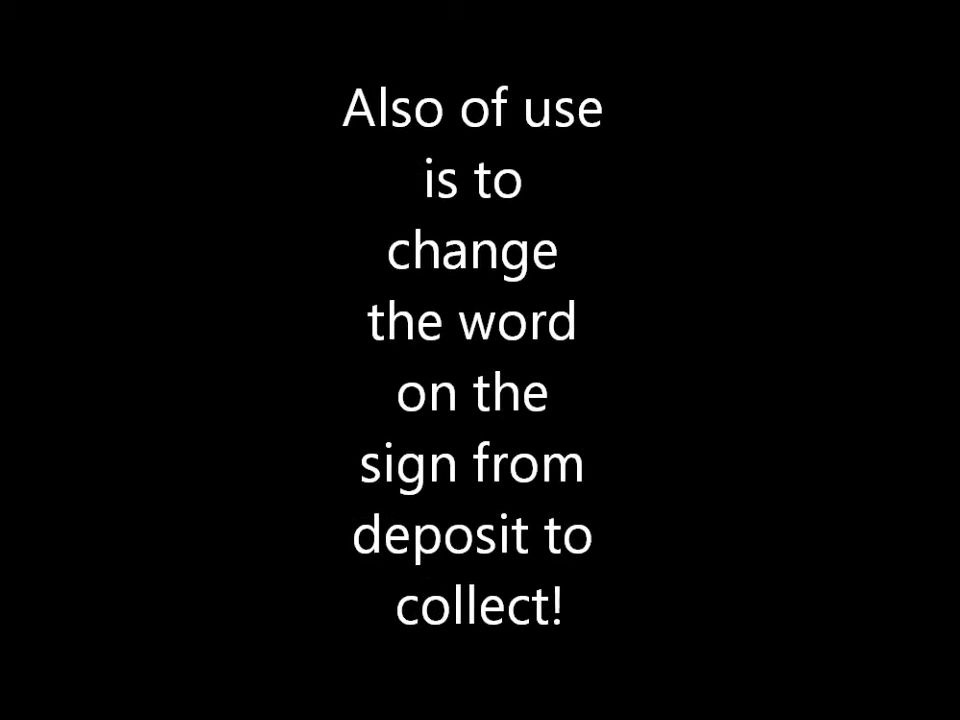 Also of use
is to
change
the word
on the
sign from
deposit to
collect!